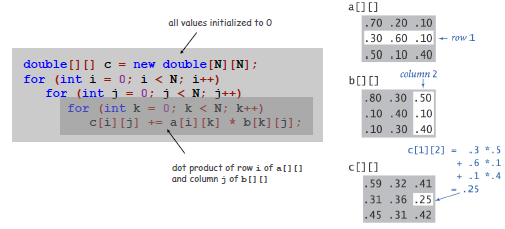 all values initialized to 0
double[][] c = new double[N][N];
for (int i = 0; i < N; i++)
for (int j = 0; j < N; j++)
for (int k = 0; k < N; k++)
c[i][j] += a[i][k] * b[k][j];
dot product of row i of a[][]
and column j of b[][]
a[][]
.70 .20 .10
.30 .60 .10 row 1
.50 .10 .40
column 2
b[][]
.80 .30 .50
.10 .40 .10
.10 .30 .40
c[1][2] = .3 *.5
+ .6 *.1
+ .1 *.4
= .25
c[][]
.59 .32 .41
.31 .36 .25
.45 .31 .42